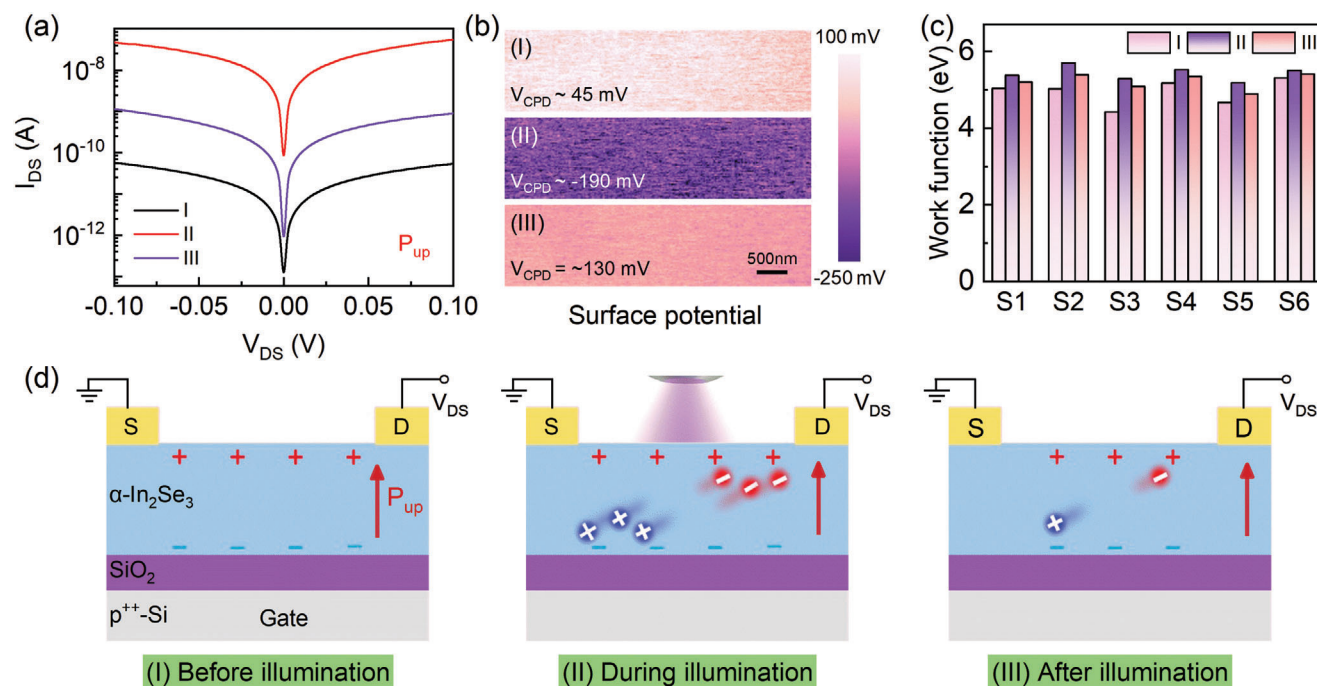 (a)
I_DS (A)
10⁻⁸
10⁻¹⁰
10⁻¹²
I
II
III
P_up
-0.10 -0.05 0.00 0.05 0.10
V_DS (V)
(b)
(I)
V_CPD ~ 45 mV
(II)
V_CPD ~ -190 mV
(III)
V_CPD = ~130 mV
500nm
100 mV
-250 mV
Surface potential
(c)
I II III
Work function (eV)
6
4
2
0
S1 S2 S3 S4 S5 S6
(d)
S
D
V_DS
+ + + +
α-In₂Se₃
P_up
− − − −
SiO₂
p⁺⁺-Si Gate
(I) Before illumination
S
D
V_DS
+ + + +
− − −
+ + +
− − − −
(II) During illumination
S
D
V_DS
+ + +
−
+
− − −
(III) After illumination